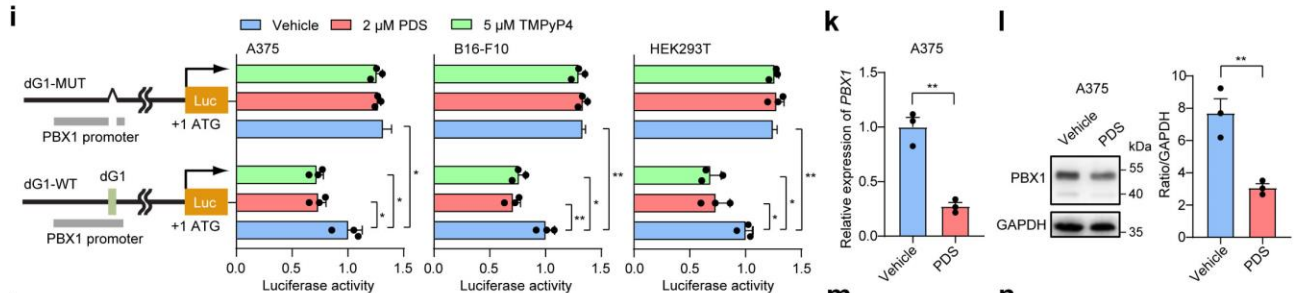 i
Vehicle 2 µM PDS 5 µM TMPyP4
A375 B16-F10 HEK293T
dG1-MUT
Luc
PBX1 promoter +1 ATG
dG1-WT dG1
Luc
PBX1 promoter +1 ATG
* * *
** * **
** * *
0.0 0.5 1.0 1.5
Luciferase activity
0.0 0.5 1.0 1.5
Luciferase activity
0.0 0.5 1.0 1.5
Luciferase activity
k
A375
Relative expression of PBX1
1.5
1.0
0.5
0.0
**
Vehicle PDS
l
A375
Vehicle PDS
kDa
PBX1
55
40
GAPDH
35
Ratio/GAPDH
10
8
6
4
2
0
**
Vehicle PDS